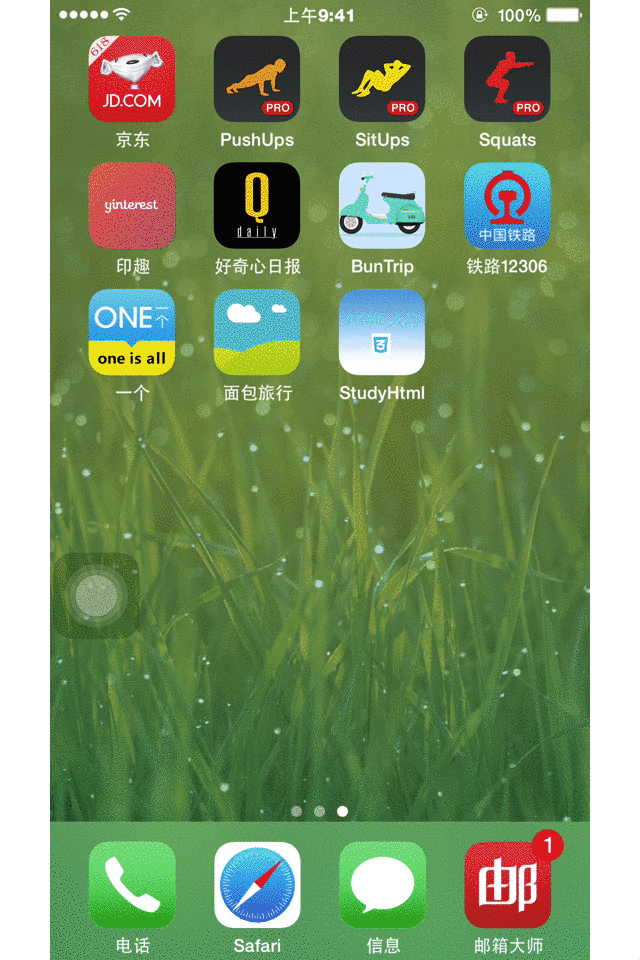 上午9:41
100%
618
JD.COM
京东
PRO
PushUps
PRO
SitUps
PRO
Squats
yinterest
印趣
Q
daily
好奇心日报
BunTrip
中国铁路
铁路12306
ONE一个
one is all
一个
面包旅行
StudyHtml
电话
Safari
信息
邮
1
邮箱大师